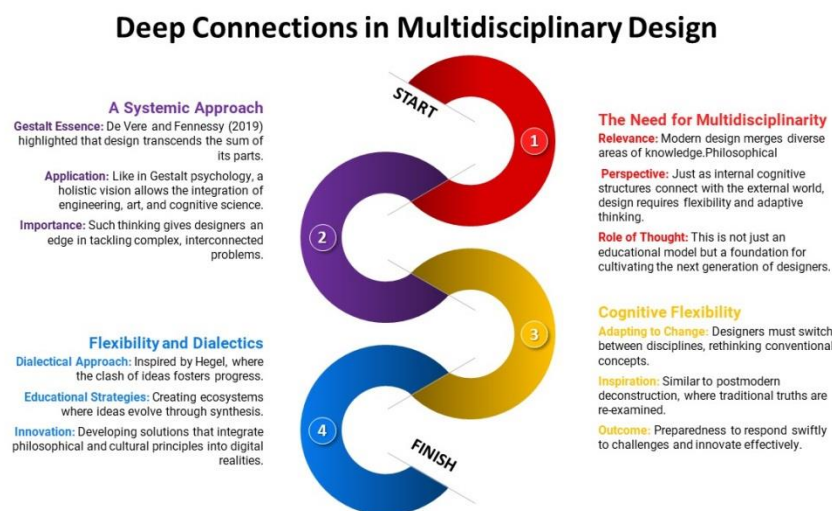 Deep Connections in Multidisciplinary Design
START
1
The Need for Multidisciplinarity
Relevance: Modern design merges diverse
areas of knowledge.Philosophical
Perspective: Just as internal cognitive
structures connect with the external world,
design requires flexibility and adaptive
thinking.
Role of Thought: This is not just an
educational model but a foundation for
cultivating the next generation of designers.
A Systemic Approach
Gestalt Essence: De Vere and Fennessy (2019)
highlighted that design transcends the sum of
its parts.
Application: Like in Gestalt psychology, a
holistic vision allows the integration of
engineering, art, and cognitive science.
Importance: Such thinking gives designers an
edge in tackling complex, interconnected
problems.
2
3
Cognitive Flexibility
Adapting to Change: Designers must switch
between disciplines, rethinking conventional
concepts.
Inspiration: Similar to postmodern
deconstruction, where traditional truths are
re-examined.
Outcome: Preparedness to respond swiftly
to challenges and innovate effectively.
Flexibility and Dialectics
Dialectical Approach: Inspired by Hegel, where
the clash of ideas fosters progress.
Educational Strategies: Creating ecosystems
where ideas evolve through synthesis.
Innovation: Developing solutions that integrate
philosophical and cultural principles into digital
realities.
4
FINISH